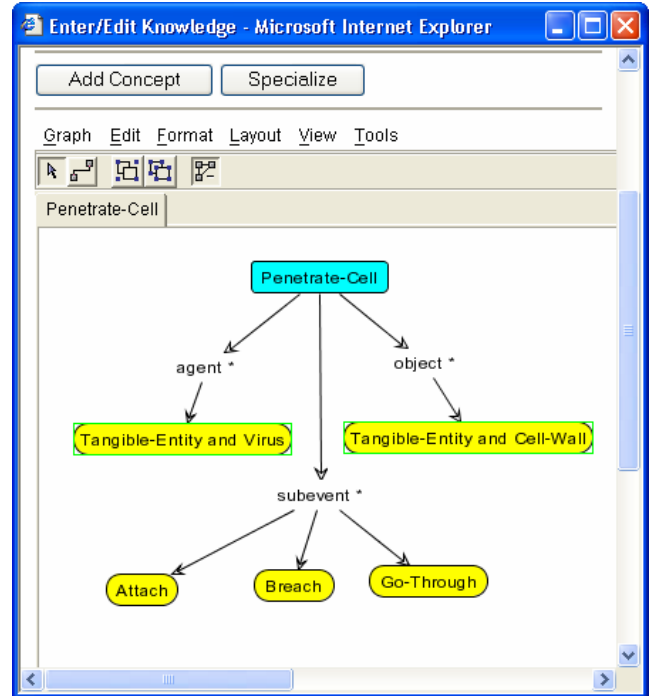 Enter/Edit Knowledge - Microsoft Internet Explorer
Add Concept Specialize
Graph Edit Format Layout View Tools
Penetrate-Cell
Penetrate-Cell
agent * object *
Tangible-Entity and Virus Tangible-Entity and Cell-Wall
subevent *
Attach Breach Go-Through